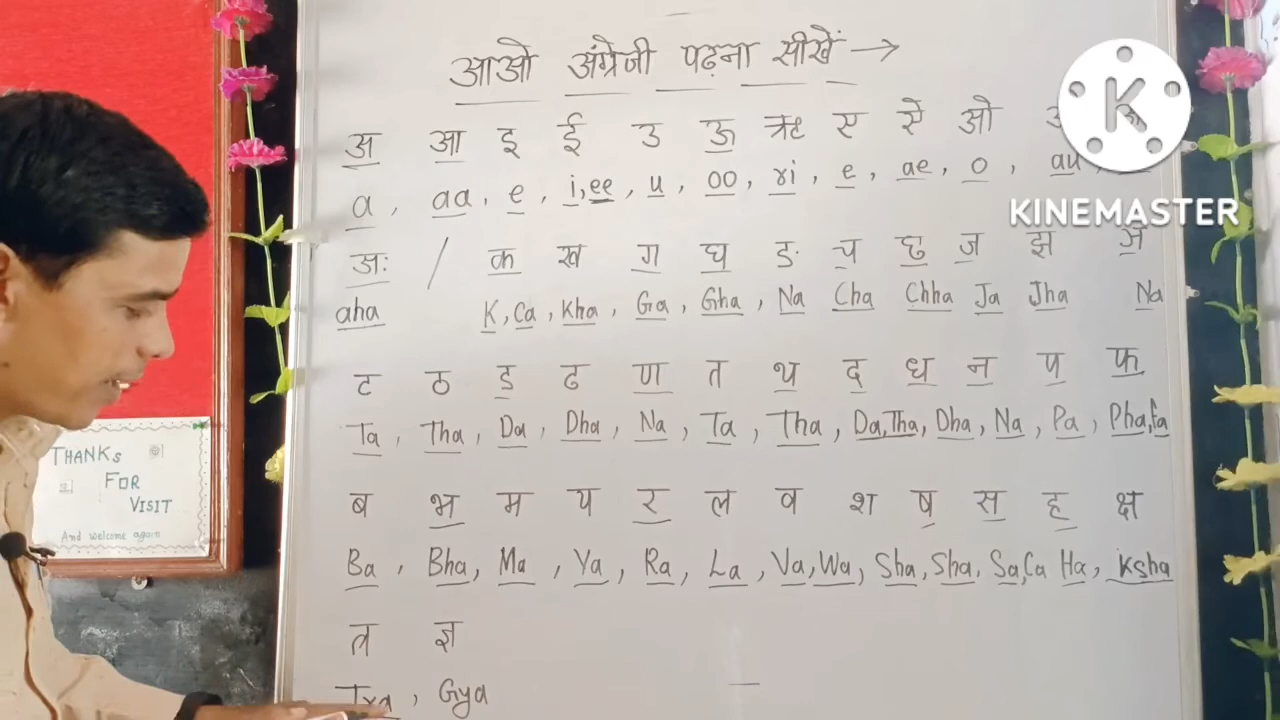 आओ अंग्रेजी पढ़ना सीखें →
अ आ इ ई उ ऊ ऋ ए ऐ ओ
a, aa, e, i,ee, u, oo, ri, e, ae, o, au
अः / क ख ग घ ङ च छ ज झ ञ
aha K, Ca, Kha, Ga, Gha, Na Cha Chha Ja Jha Na
ट ठ ड ढ ण त थ द ध न प फ
Ta, Tha, Da, Dha, Na, Ta, Tha, Da,Tha, Dha, Na, Pa, Pha,fa
ब भ म य र ल व श ष स ह क्ष
Ba, Bha, Ma, Ya, Ra, La, Va,Wa, Sha, Sha, Sa,Ca Ha, Ksha
त्र ज्ञ
Tra, Gya
KINEMASTER
THANKS
FOR
VISIT
And welcome again